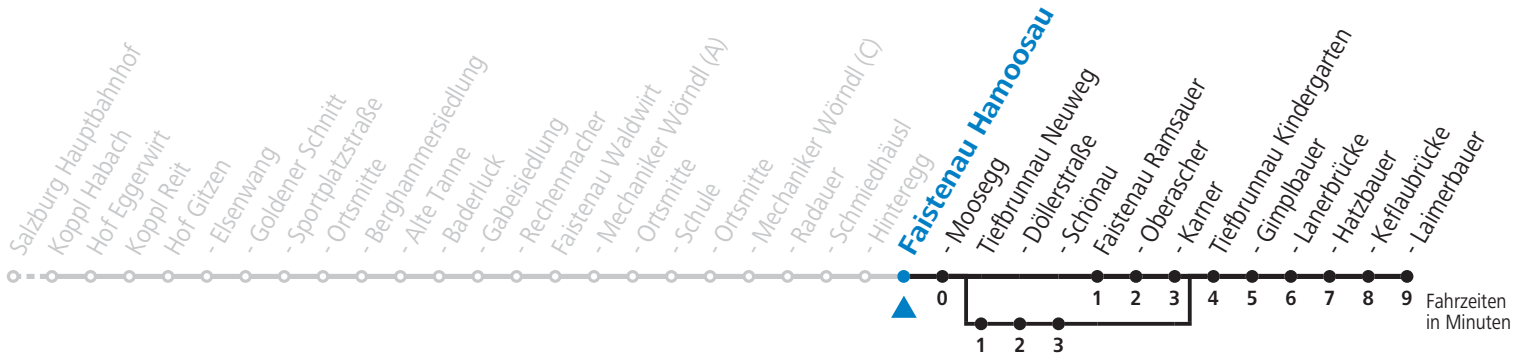 Salzburg Hauptbahnhof
Koppl Habach
Hof Eggerwirt
Koppl Reit
Hof Gitzen
- Elsenwang
- Goldener Schnitt
- Sportplatzstraße
- Ortsmitte
- Berghammersiedlung
- Alte Tanne
- Baderluck
- Gabeisiedlung
- Rechenmacher
Faistenau Waldwirt
- Mechaniker Wörndl (A)
- Ortsmitte
- Schule
- Ortsmitte
- Mechaniker Wörndl (C)
- Radauer
- Schmiedhäusl
- Hinteregg
Faistenau Hamoosau
- Moosegg
Tiefbrunnau Neuweg
- Döllerstraße
- Schönau
Faistenau Ramsauer
- Oberascher
- Karner
Tiefbrunnau Kindergarten
- Gimplbauer
- Lanerbrücke
- Hatzbauer
- Keflaubrücke
- Laimerbauer
0 1 2 3 4 5 6 7 8 9
1 2 3
Fahrzeiten
in Minuten